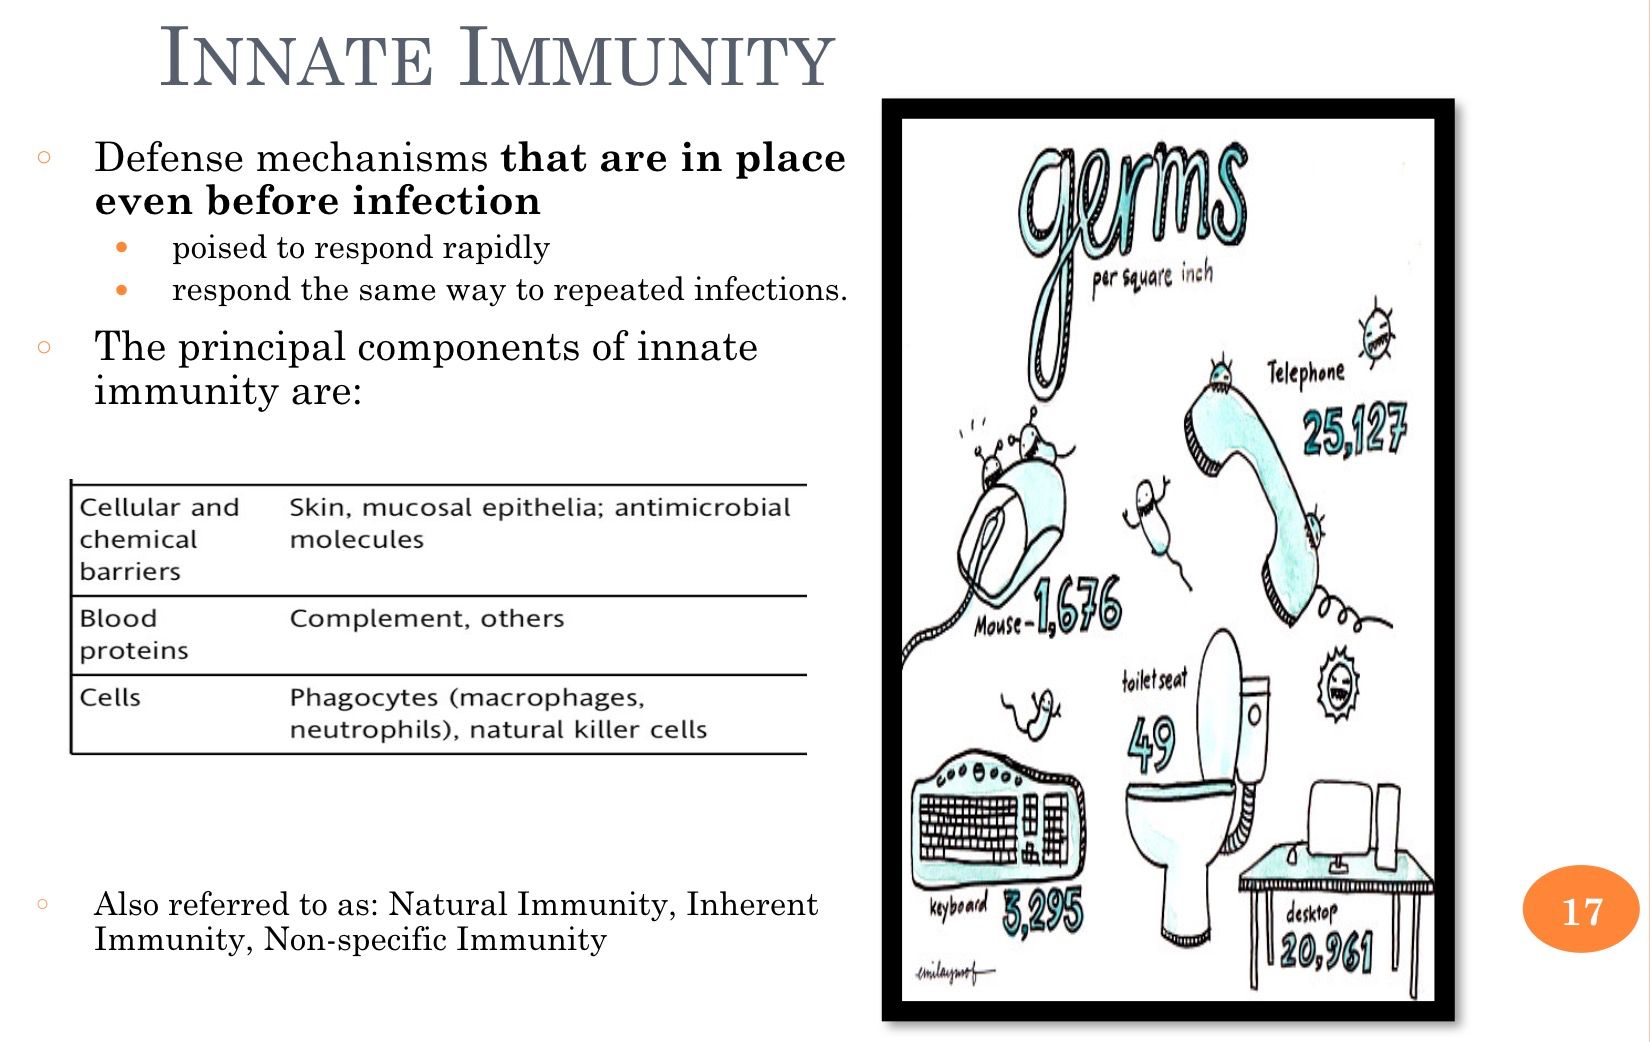 INNATE IMMUNITY
Defense mechanisms that are in place
even before infection
poised to respond rapidly
respond the same way to repeated infections.
The principal components of innate
immunity are:
Cellular and
chemical
barriers
Skin, mucosal epithelia; antimicrobial
molecules
Blood
proteins
Complement, others
Cells
Phagocytes (macrophages,
neutrophils), natural killer cells
Also referred to as: Natural Immunity, Inherent
Immunity, Non-specific Immunity
germs
per square inch
Telephone
25,127
Mouse - 1,676
toilet seat
49
keyboard 3,295
desktop
20,961
17